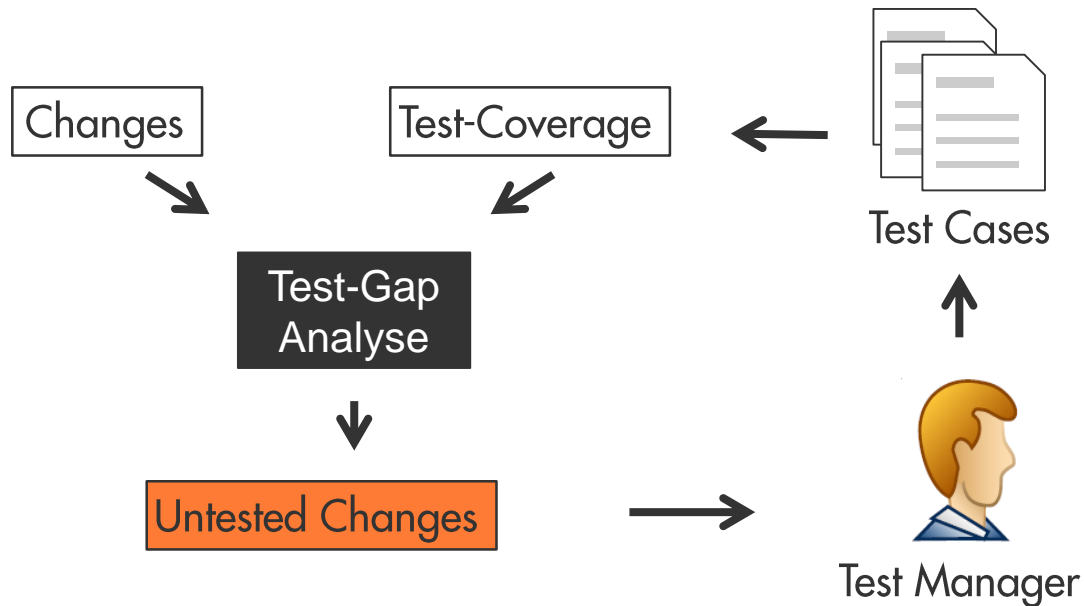 Changes
Test-Coverage
Test Cases
Test-Gap
Analyse
Untested Changes
Test Manager